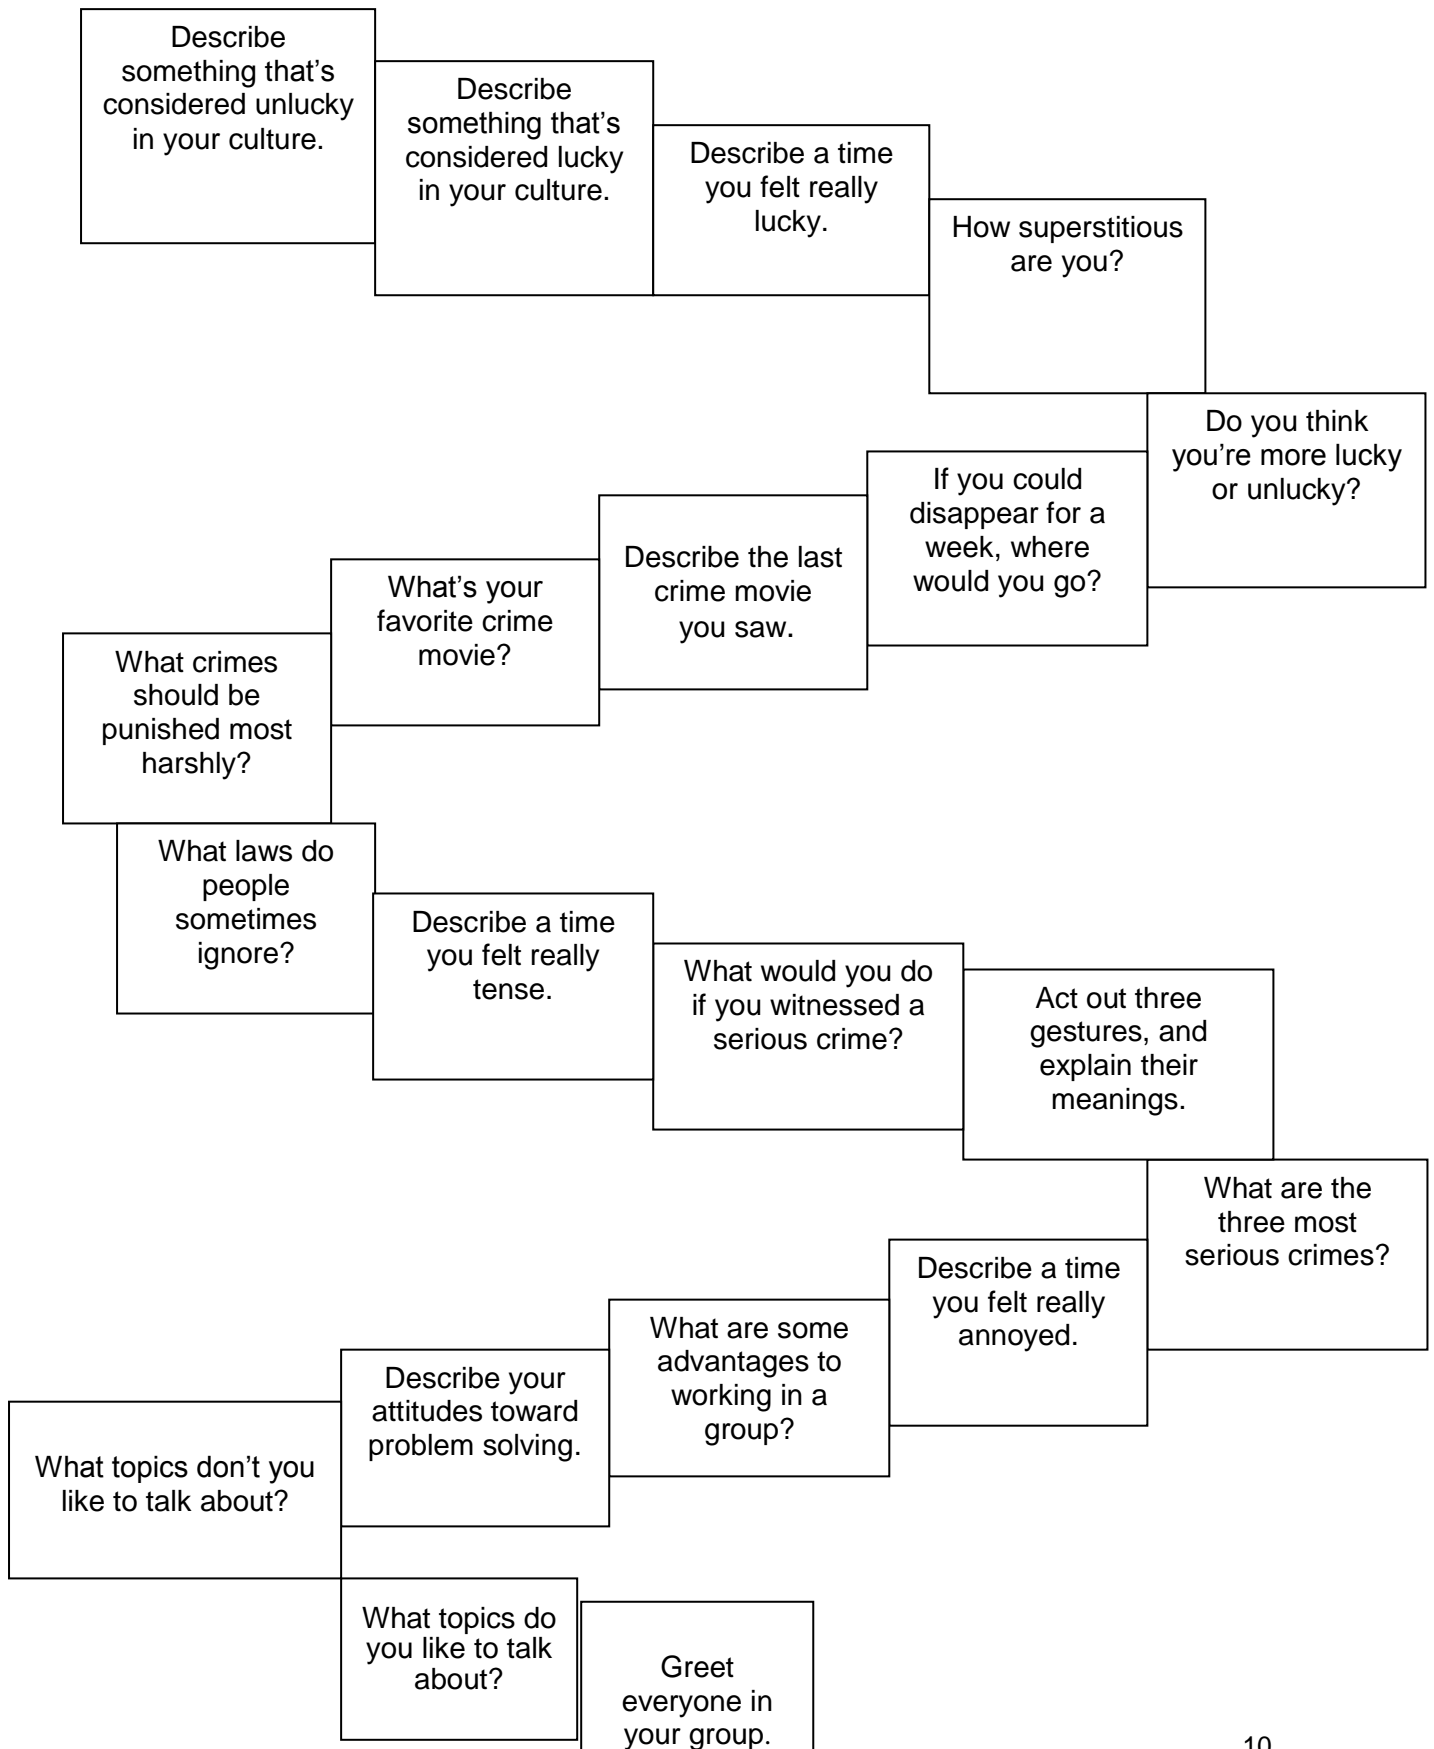 Describe
something that’s
considered unlucky
in your culture.
Describe
something that’s
considered lucky
in your culture.
Describe a time
you felt really
lucky.
How superstitious
are you?
Do you think
you’re more lucky
or unlucky?
If you could
disappear for a
week, where
would you go?
Describe the last
crime movie
you saw.
What’s your
favorite crime
movie?
What crimes
should be
punished most
harshly?
What laws do
people
sometimes
ignore?
Describe a time
you felt really
tense.
What would you do
if you witnessed a
serious crime?
Act out three
gestures, and
explain their
meanings.
What are the
three most
serious crimes?
Describe a time
you felt really
annoyed.
What are some
advantages to
working in a
group?
Describe your
attitudes toward
problem solving.
What topics don’t you
like to talk about?
What topics do
you like to talk
about?
Greet
everyone in
your group.
10